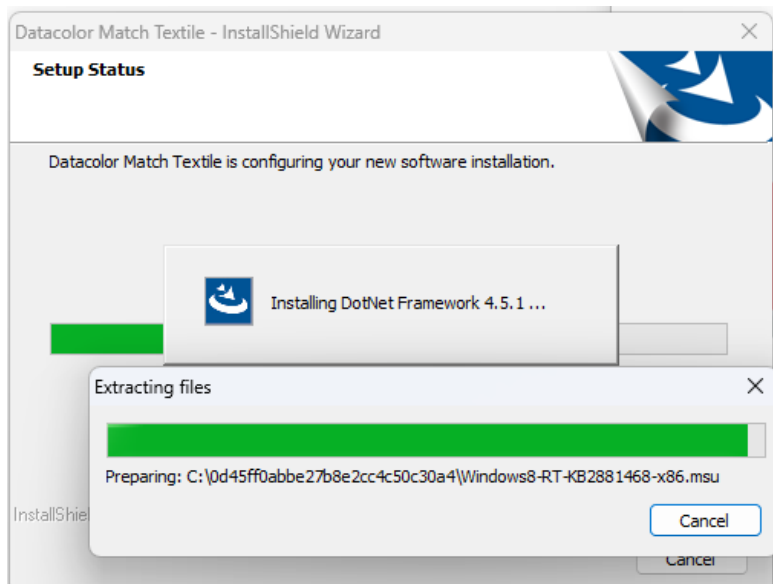 Datacolor Match Textile - InstallShield Wizard
Setup Status
Datacolor Match Textile is configuring your new software installation.
Installing DotNet Framework 4.5.1 ...
Extracting files
Preparing: C:\0d45ff0abbe27b8e2cc4c50c30a4\Windows8-RT-KB2881468-x86.msu
InstallShie
Cancel
Cancel